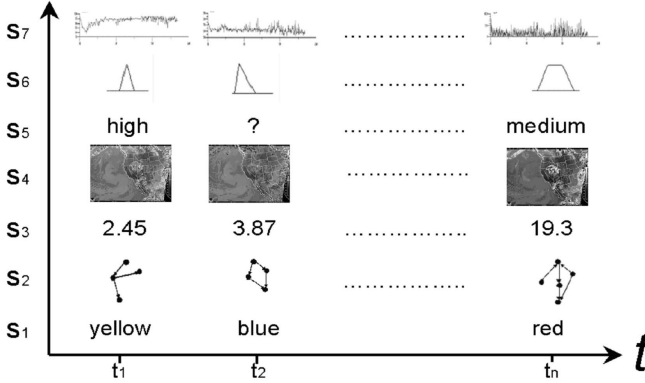 S7
S6
S5 high ? medium
S4
S3 2.45 3.87 19.3
S2
S1 yellow blue red
t1 t2 tn t